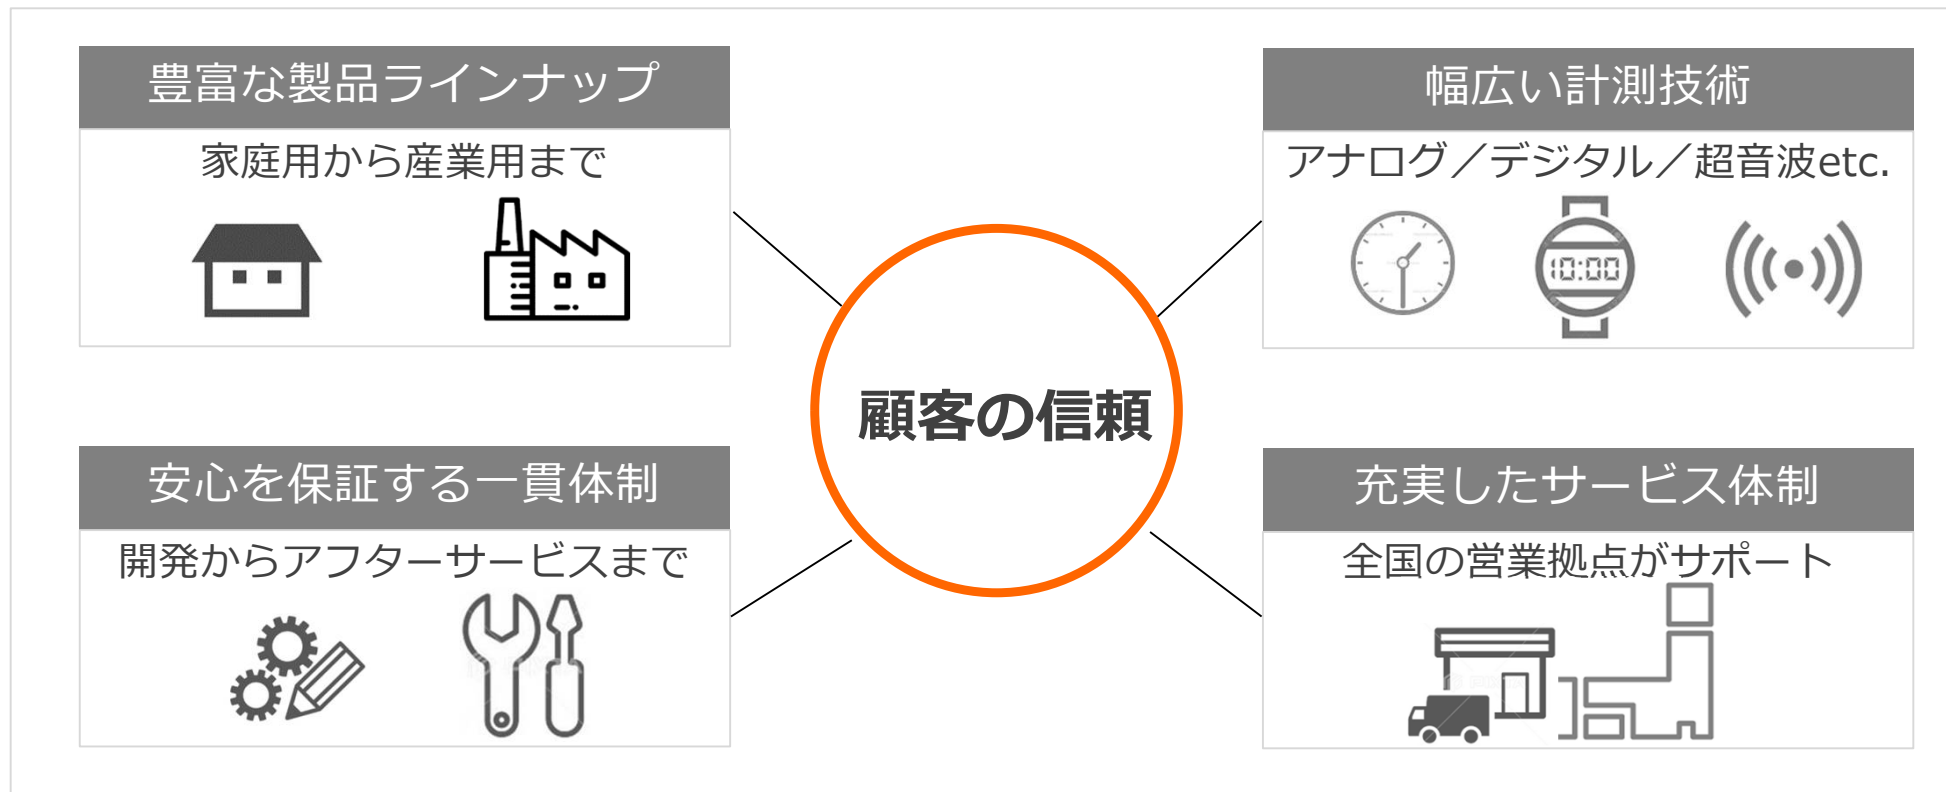 豊富な製品ラインナップ
家庭用から産業用まで
幅広い計測技術
アナログ／デジタル／超音波etc.
10:00
顧客の信頼
安心を保証する一貫体制
開発からアフターサービスまで
充実したサービス体制
全国の営業拠点がサポート